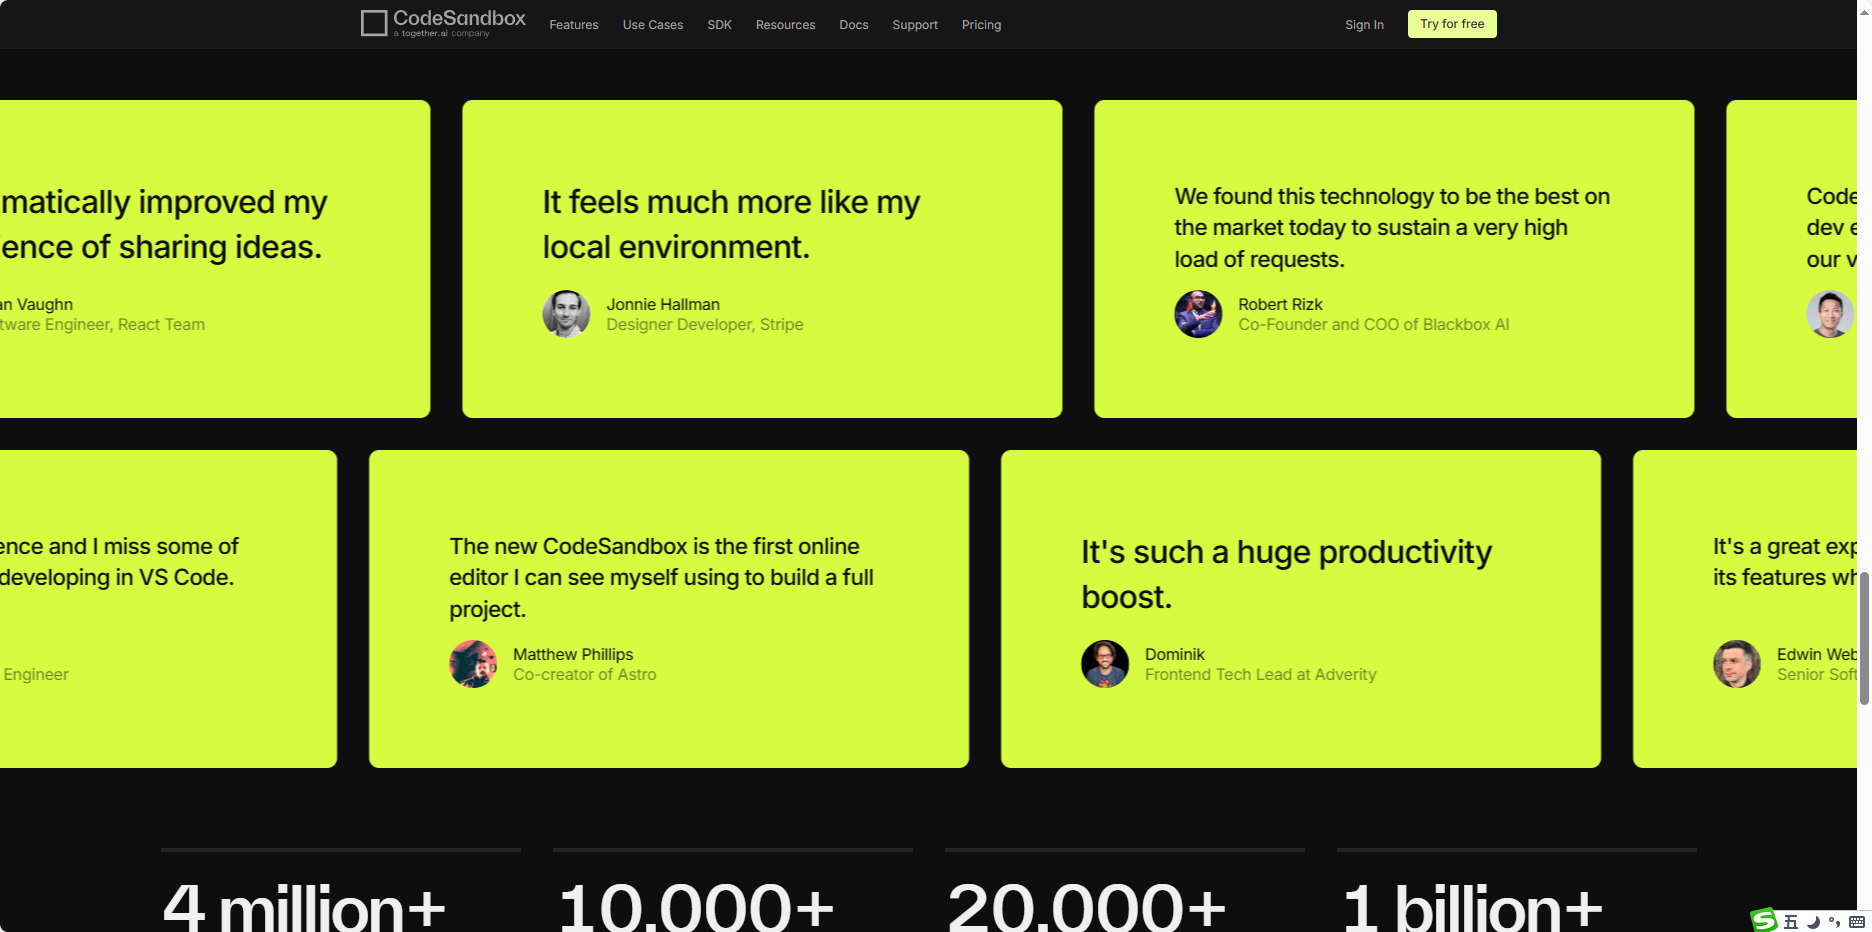 CodeSandbox
a together.ai company
Features Use Cases SDK Resources Docs Support Pricing
Sign In Try for free
matically improved my
ence of sharing ideas.
an Vaughn
tware Engineer, React Team
It feels much more like my
local environment.
Jonnie Hallman
Designer Developer, Stripe
We found this technology to be the best on
the market today to sustain a very high
load of requests.
Robert Rizk
Co-Founder and COO of Blackbox AI
Code
dev e
our v
ence and I miss some of
developing in VS Code.
Engineer
The new CodeSandbox is the first online
editor I can see myself using to build a full
project.
Matthew Phillips
Co-creator of Astro
It's such a huge productivity
boost.
Dominik
Frontend Tech Lead at Adverity
It's a great exp
its features wh
Edwin Web
Senior Soft
4 million+
10,000+
20,000+
1 billion+
五